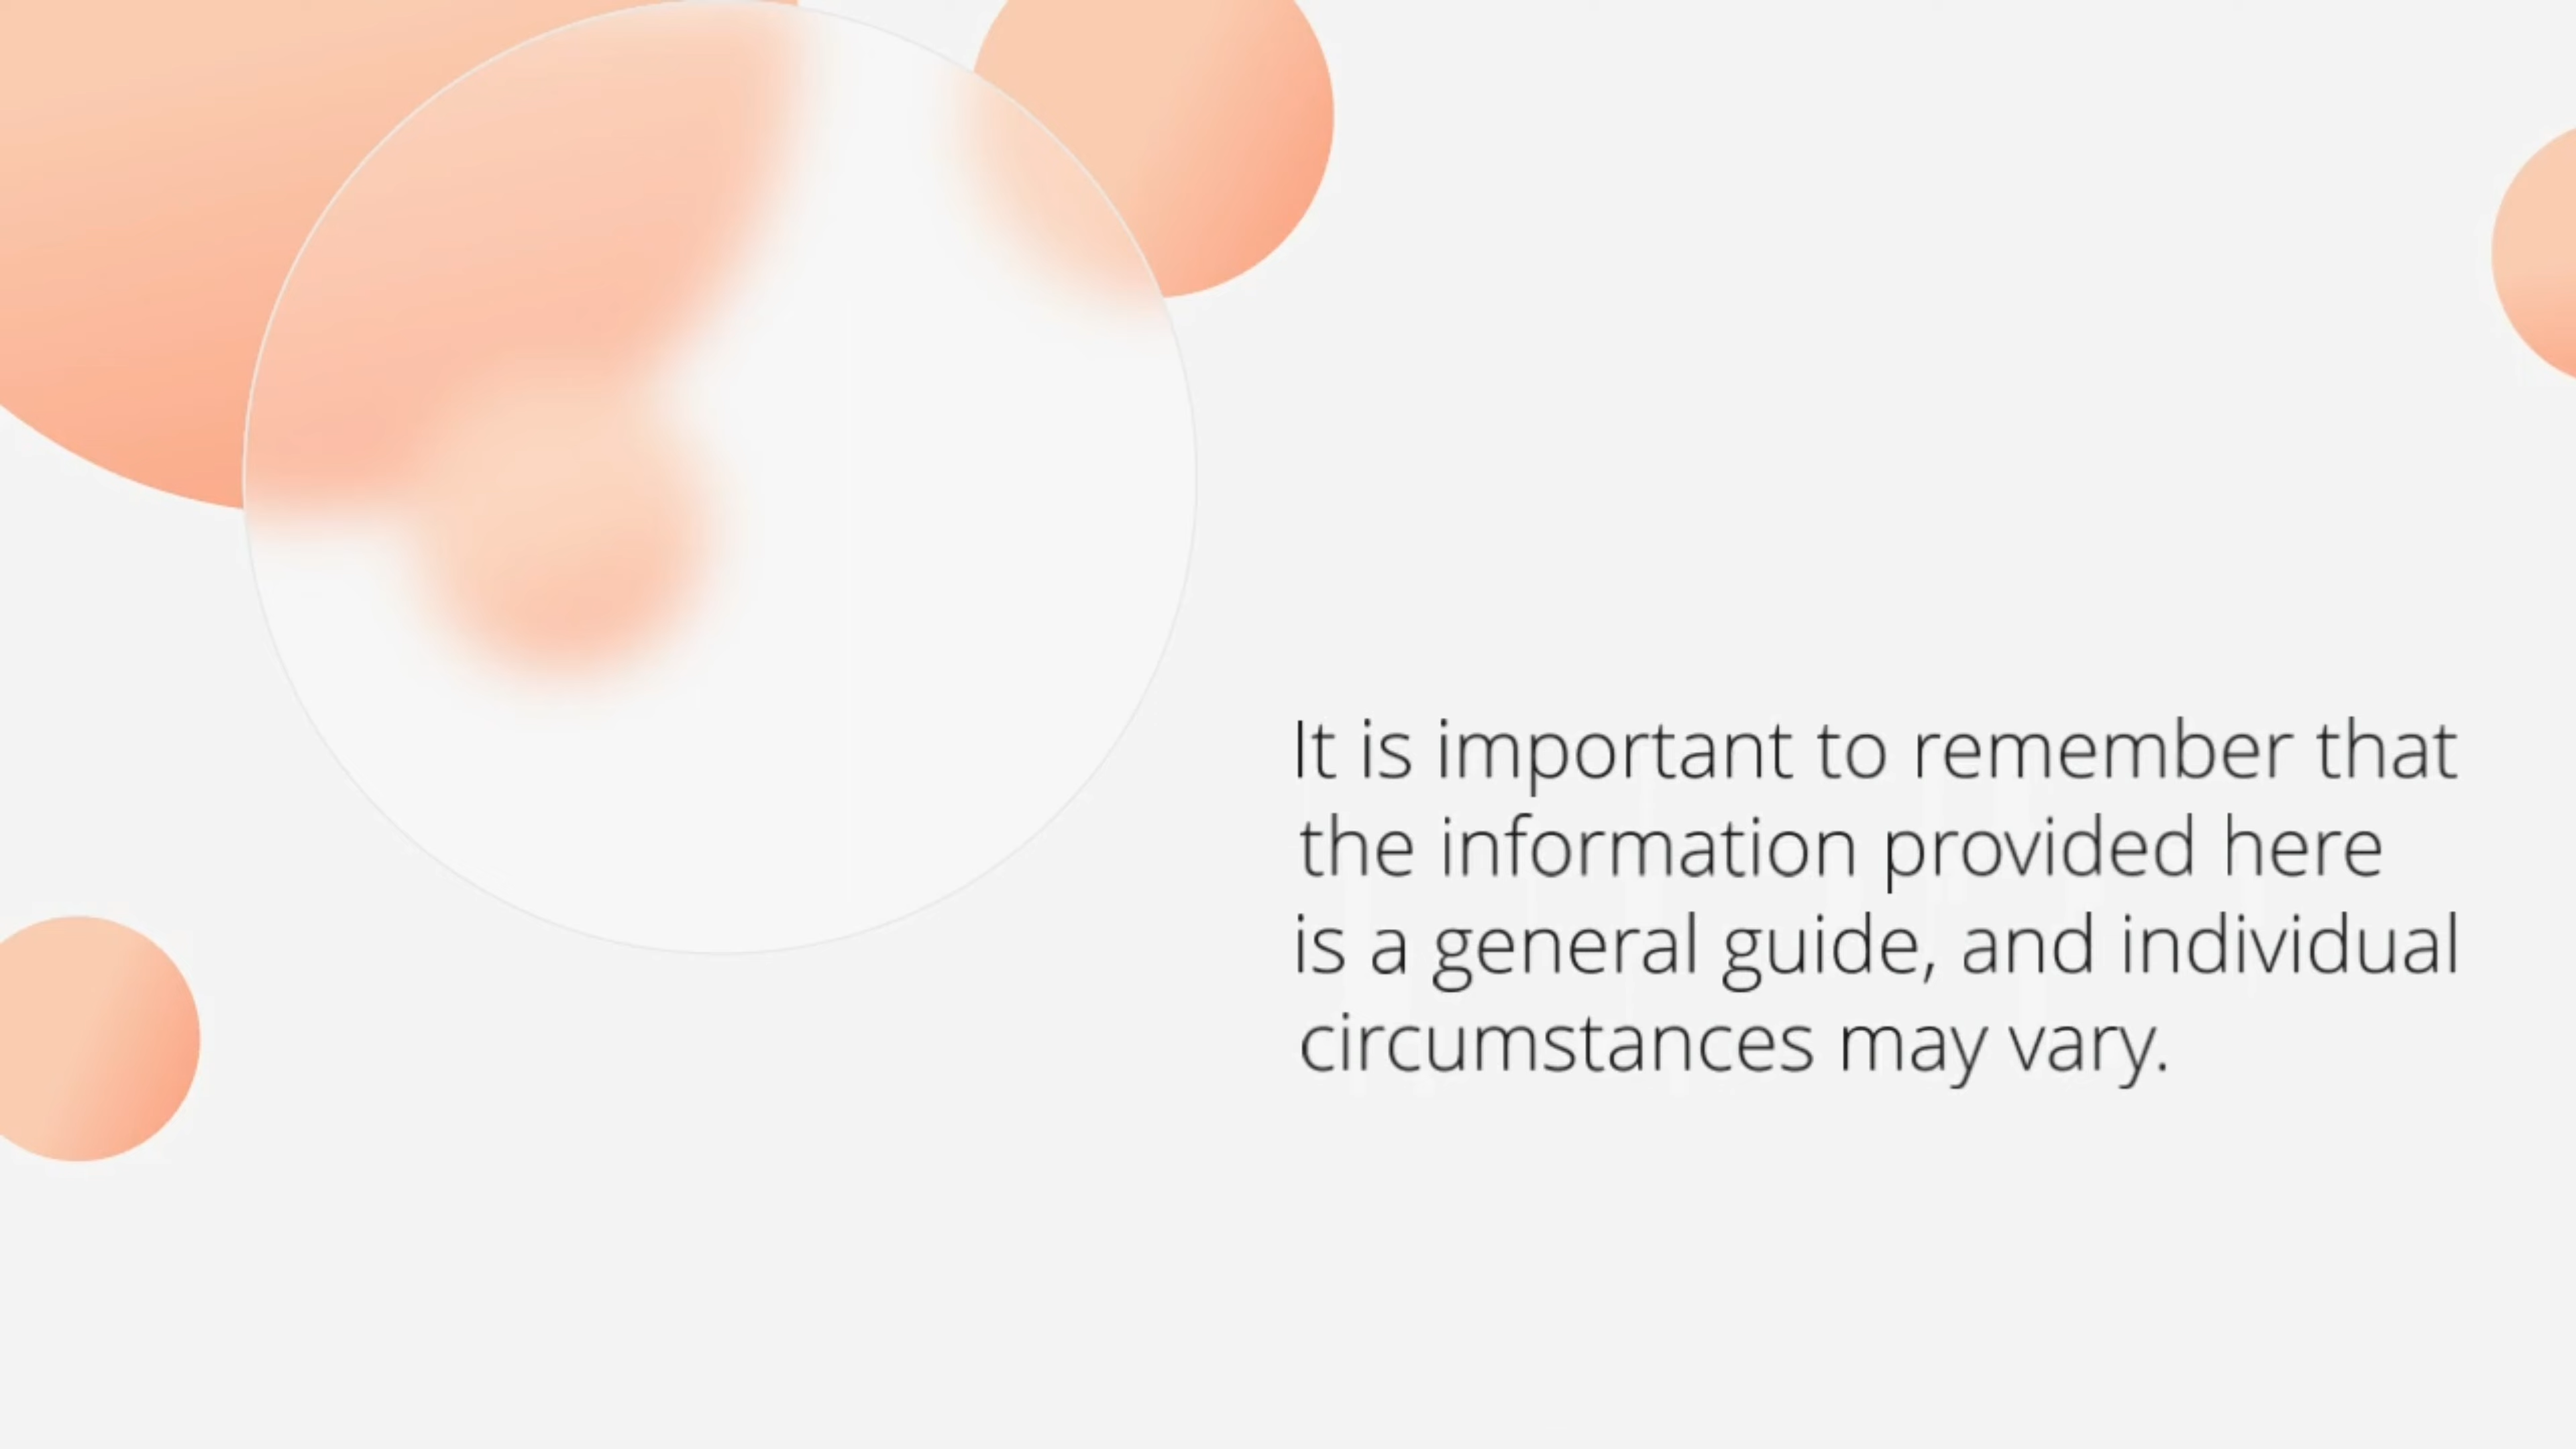 It is important to remember that
the information provided here
is a general guide, and individual
circumstances may vary.